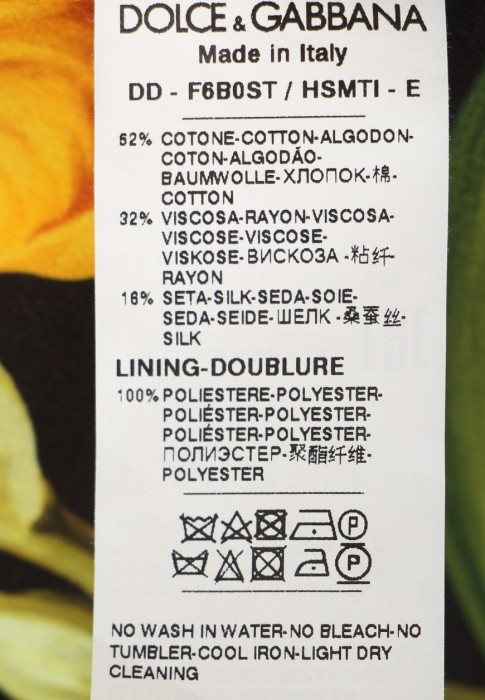 DOLCE & GABBANA
Made in Italy
DD - F6B0ST / HSMTI - E
52% COTONE-COTTON-ALGODON-
COTON-ALGODÃO-
BAUMWOLLE-ХЛОПОК-棉-
COTTON
32% VISCOSA-RAYON-VISCOSA-
VISCOSE-VISCOSE-
VISKOSE-ВИСКОЗА -粘纤-
RAYON
16% SETA-SILK-SEDA-SOIE-
SEDA-SEIDE-ШЕЛК -桑蚕丝-
SILK
LINING-DOUBLURE
100% POLIESTERE-POLYESTER-
POLIÉSTER-POLYESTER-
POLIÉSTER-POLYESTER-
ПОЛИЭСТЕР-聚酯纤维-
POLYESTER
P
P
NO WASH IN WATER-NO BLEACH-NO
TUMBLER-COOL IRON-LIGHT DRY
CLEANING